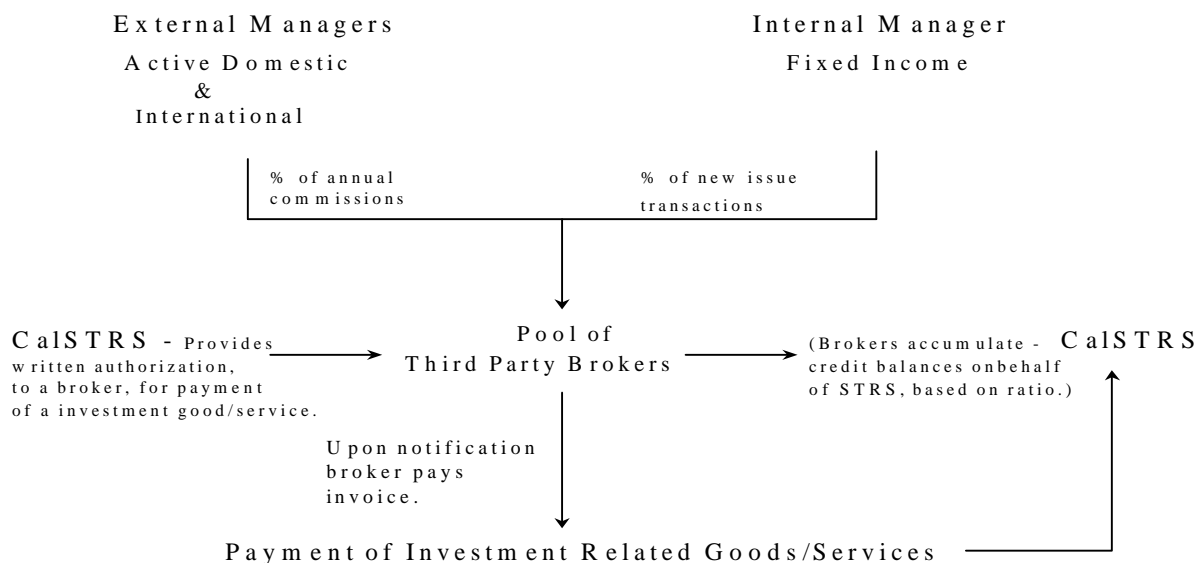 External Managers
Active Domestic
&
International
Internal Manager
Fixed Income
% of annual
commissions
% of new issue
transactions
CalSTRS - Provides
written authorization,
to a broker, for payment
of a investment good/service.
Pool of
Third Party Brokers
(Brokers accumulate -
credit balances onbehalf
of STRS, based on ratio.)
CalSTRS
Upon notification
broker pays
invoice.
Payment of Investment Related Goods/Services